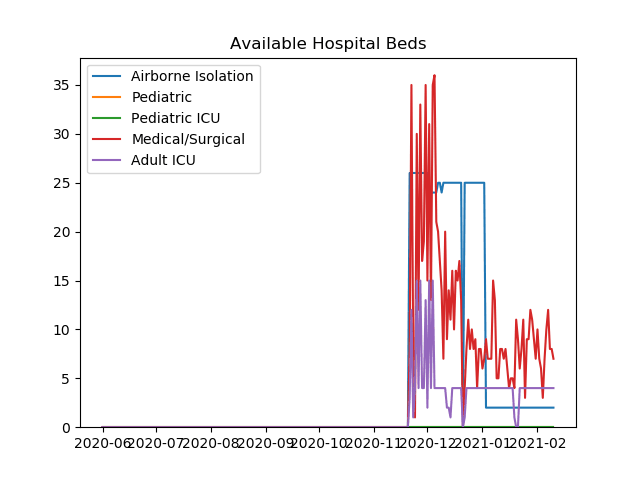 Available Hospital Beds
Airborne Isolation
Pediatric
Pediatric ICU
Medical/Surgical
Adult ICU
35
30
25
20
15
10
5
0
2020-06 2020-07 2020-08 2020-09 2020-10 2020-11 2020-12 2021-01 2021-02